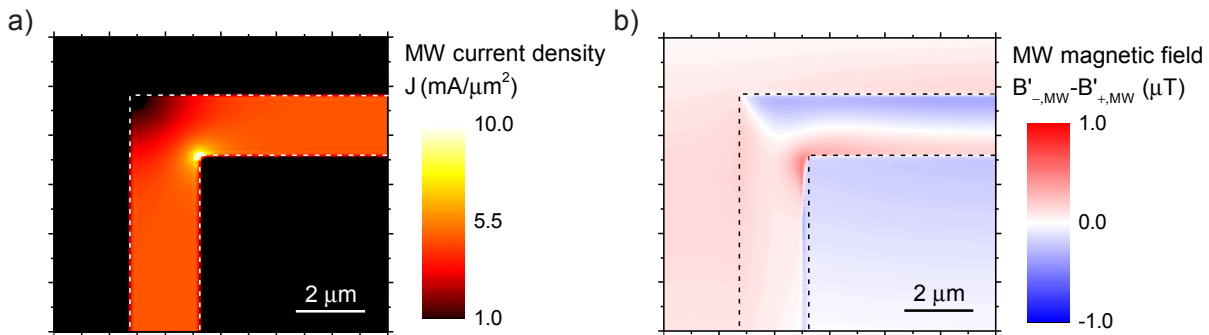 a)
MW current density
J (mA/μm²)
10.0
5.5
1.0
2 μm
b)
MW magnetic field
B'₋,MW-B'₊,MW (μT)
1.0
0.0
-1.0
2 μm